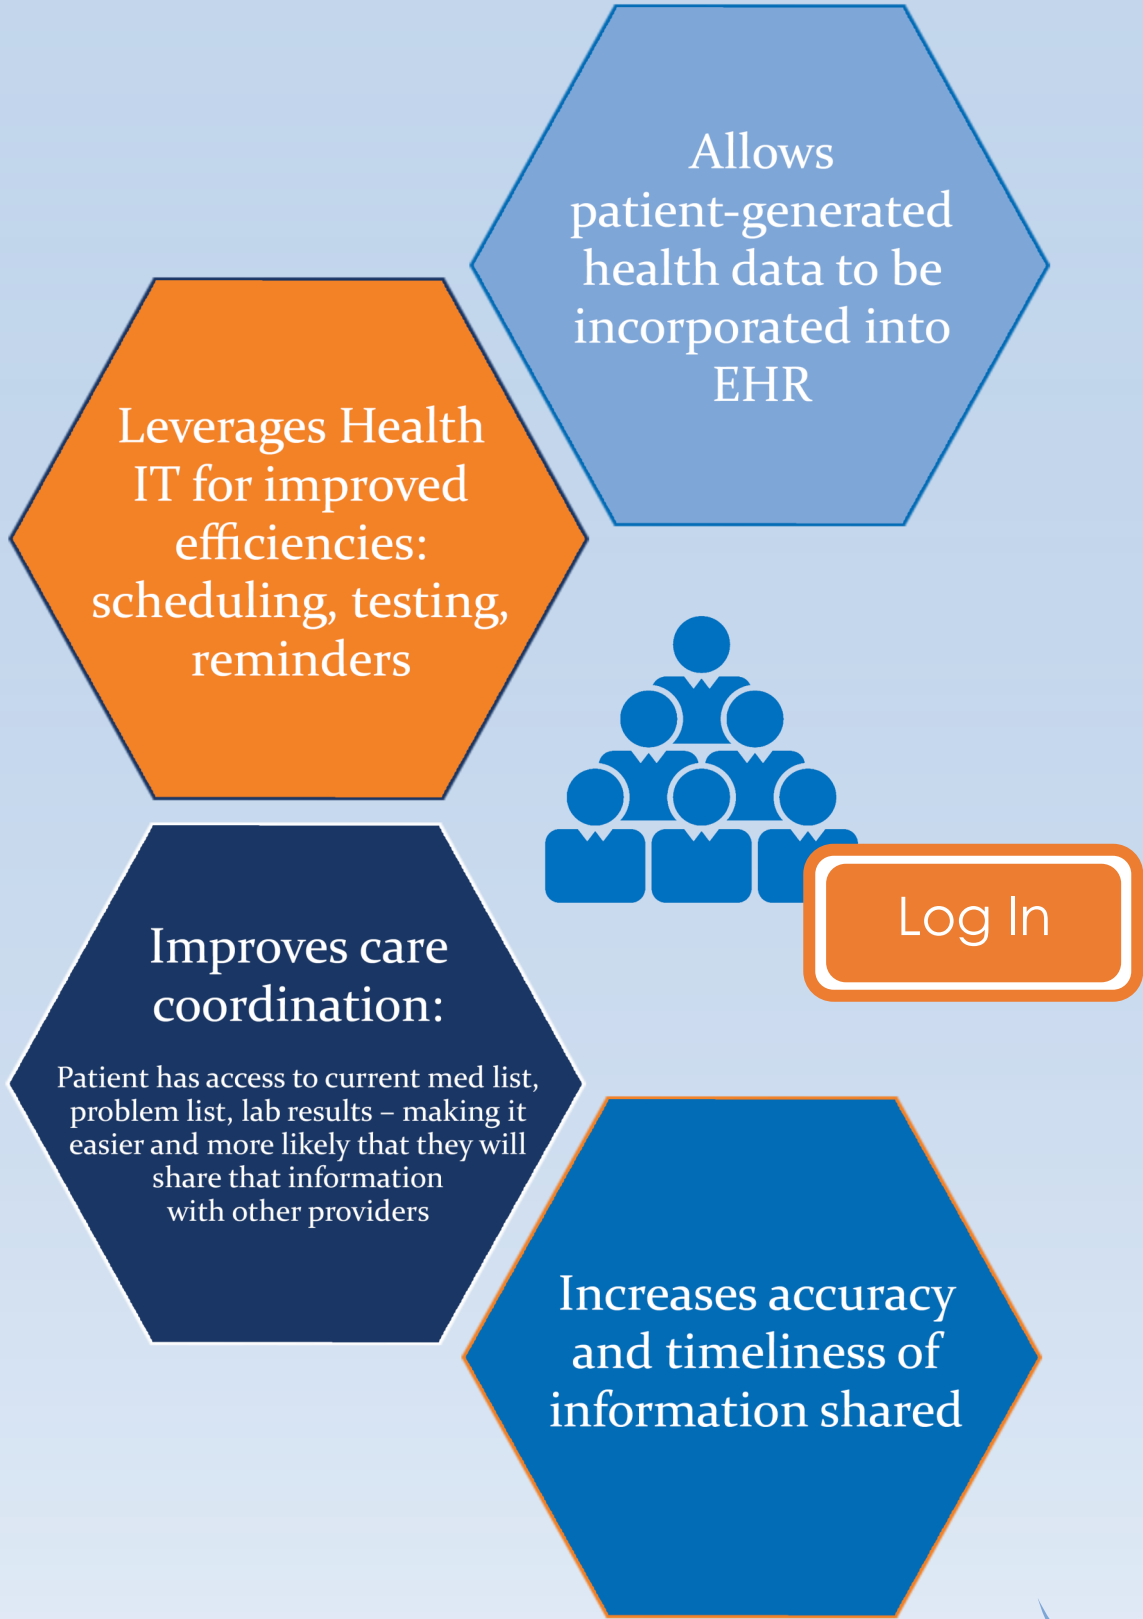 Allows
patient-generated
health data to be
incorporated into
EHR
Leverages Health
IT for improved
efficiencies:
scheduling, testing,
reminders
Log In
Improves care
coordination:
Patient has access to current med list,
problem list, lab results – making it
easier and more likely that they will
share that information
with other providers
Increases accuracy
and timeliness of
information shared